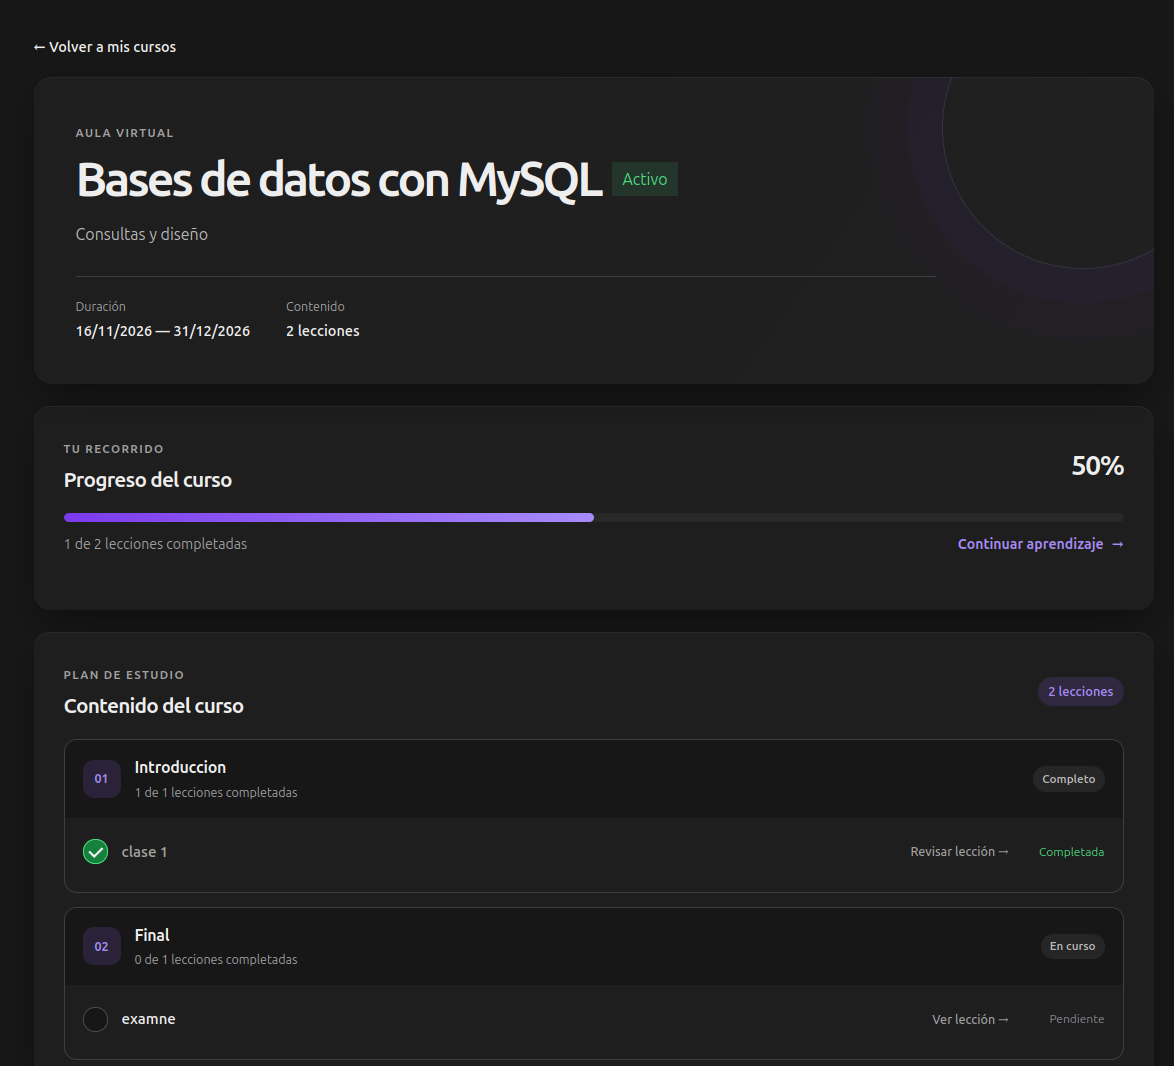 ← Volver a mis cursos
AULA VIRTUAL
Bases de datos con MySQL Activo
Consultas y diseño
Duración Contenido
16/11/2026 — 31/12/2026 2 lecciones
TU RECORRIDO
Progreso del curso 50%
1 de 2 lecciones completadas Continuar aprendizaje →
PLAN DE ESTUDIO
Contenido del curso 2 lecciones
01 Introduccion Completo
1 de 1 lecciones completadas
clase 1 Revisar lección → Completada
02 Final En curso
0 de 1 lecciones completadas
examne Ver lección → Pendiente